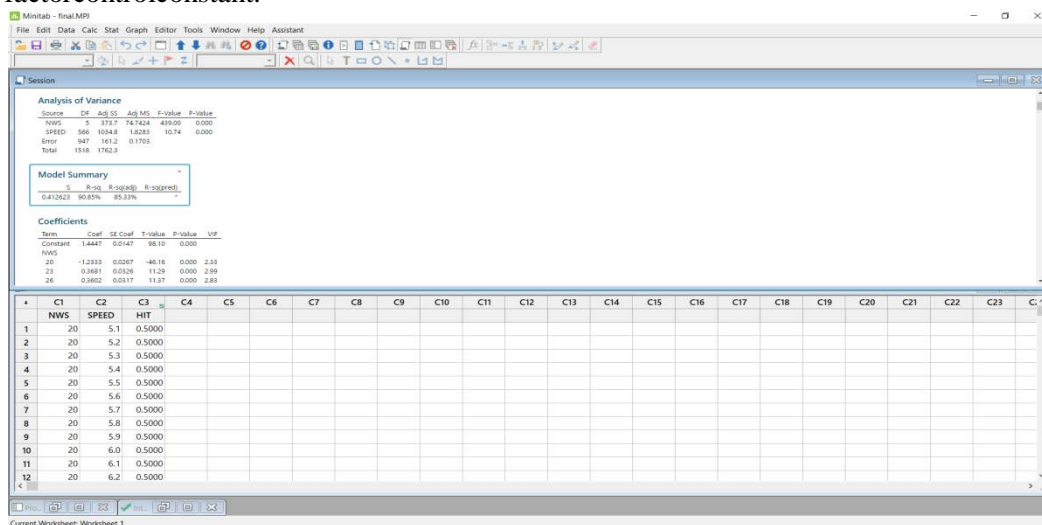 factorcontrolconstant.
Minitab - final.MPJ
File Edit Data Calc Stat Graph Editor Tools Window Help Assistant
Session
Analysis of Variance
Source DF Adj SS Adj MS F-Value P-Value
NWS 5 373.7 74.7424 439.00 0.000
SPEED 566 1034.8 1.8283 10.74 0.000
Error 947 161.2 0.1703
Total 1518 1762.3
Model Summary
S R-sq R-sq(adj) R-sq(pred)
0.412623 90.85% 85.33% *
Coefficients
Term Coef SE Coef T-Value P-Value VIF
Constant 1.4447 0.0147 98.10 0.000
NWS
20 -1.2333 0.0267 -46.16 0.000 2.33
23 0.3681 0.0326 11.29 0.000 2.99
26 0.3602 0.0317 11.37 0.000 2.83
C1 C2 C3 C4 C5 C6 C7 C8 C9 C10 C11 C12 C13 C14 C15 C16 C17 C18 C19 C20 C21 C22 C23
NWS SPEED HIT
1 20 5.1 0.5000
2 20 5.2 0.5000
3 20 5.3 0.5000
4 20 5.4 0.5000
5 20 5.5 0.5000
6 20 5.6 0.5000
7 20 5.7 0.5000
8 20 5.8 0.5000
9 20 5.9 0.5000
10 20 6.0 0.5000
11 20 6.1 0.5000
12 20 6.2 0.5000
Pro...
Current Worksheet: Worksheet 1